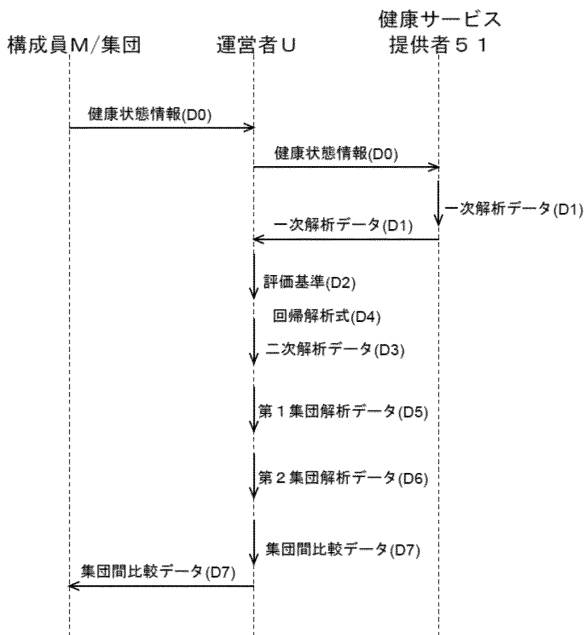 健康サービス
構成員M/集団
運営者U
提供者51
健康状態情報(D0)
健康状態情報(D0)
一次解析データ(D1)
一次解析データ(D1)
評価基準(D2)
回帰解析式(D4)
二次解析データ(D3)
第1集団解析データ(D5)
第2集団解析データ(D6)
集団間比較データ(D7)
集団間比較データ(D7)